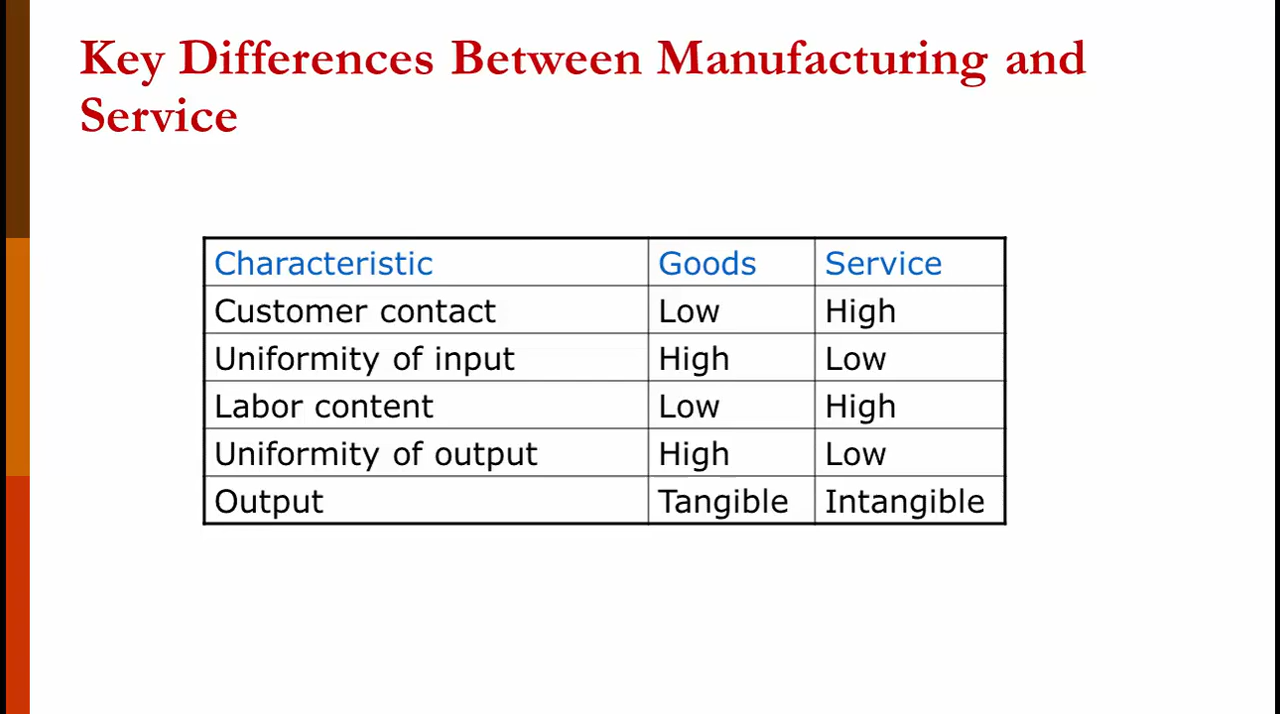 Key Differences Between Manufacturing and
Service
Characteristic Goods Service
Customer contact Low High
Uniformity of input High Low
Labor content Low High
Uniformity of output High Low
Output Tangible Intangible